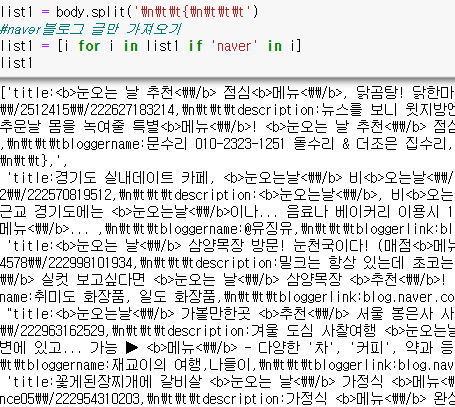 list1 = body.split('₩n₩t₩t{₩n₩t₩t₩t')
#naver블로그 글만 가져오기
list1 = [i for i in list1 if 'naver' in i]
list1
['title:<b>눈오는 날 추천<₩₩/b> 점심<b>메뉴<₩₩/b>, 닭곰탕! 닭한마
₩₩/2512415₩₩/222627183214,₩n₩t₩t₩tdescription:뉴스를 보니 윗지방엔
추운날 몸을 녹여줄 특별<b>메뉴<₩₩/b>! <b>눈오는 날 추천<₩₩/b> 점심
,₩n₩t₩t₩tbloggername:문수리 010-2323-1251 돌수리 & 더조은 집수리,
₩n₩t₩t},',
'title:경기도 실내데이트 카페, <b>눈오는날<₩₩/b> 비<b>오는날<₩₩/b>
2₩₩/222570819512,₩n₩t₩t₩tdescription:<b>눈오는날<₩₩/b>, 비<b>오는
근교 경기도에는 <b>눈오는날<₩₩/b>이나... 음료나 베이커리 이용시 1
메뉴<₩₩/b>... ,₩n₩t₩t₩tbloggername:@유징유,₩n₩t₩t₩tbloggerlink:bl
'title:<b>눈오는 날<₩₩/b> 삼양목장 방문! 눈천국이다! (매점<b>메뉴
4578₩₩/222998101934,₩n₩t₩t₩tdescription:밀크는 항상 있는데 초코는
₩₩/b> 실컷 보고싶다면 <b>눈오는 날<₩₩/b> 삼양목장 <b>추천<₩₩/b>!
name:취미도 화장품, 일도 화장품,₩n₩t₩t₩tbloggerlink:blog.naver.co
"title:<b>눈오는날<₩₩/b> 가볼만한곳 <b>추천<₩₩/b> 서울 봉은사 사
₩₩/222963162529,₩n₩t₩t₩tdescription:겨울 도심 사찰여행 <b>눈오는날
변에 있고... 가능 ▶ <b>메뉴<₩₩/b> - 다양한 '차', '커피', 약과 등
₩t₩tbloggername:재교이의 여행,나들이,₩n₩t₩t₩tbloggerlink:blog.nav
'title:꽃게된장찌개에 갈비살 <b>눈오는 날<₩₩/b> 가정식 <b>메뉴<₩
nce05₩₩/222954310203,₩n₩t₩t₩tdescription:가정식 <b>메뉴<₩₩/b> 완성